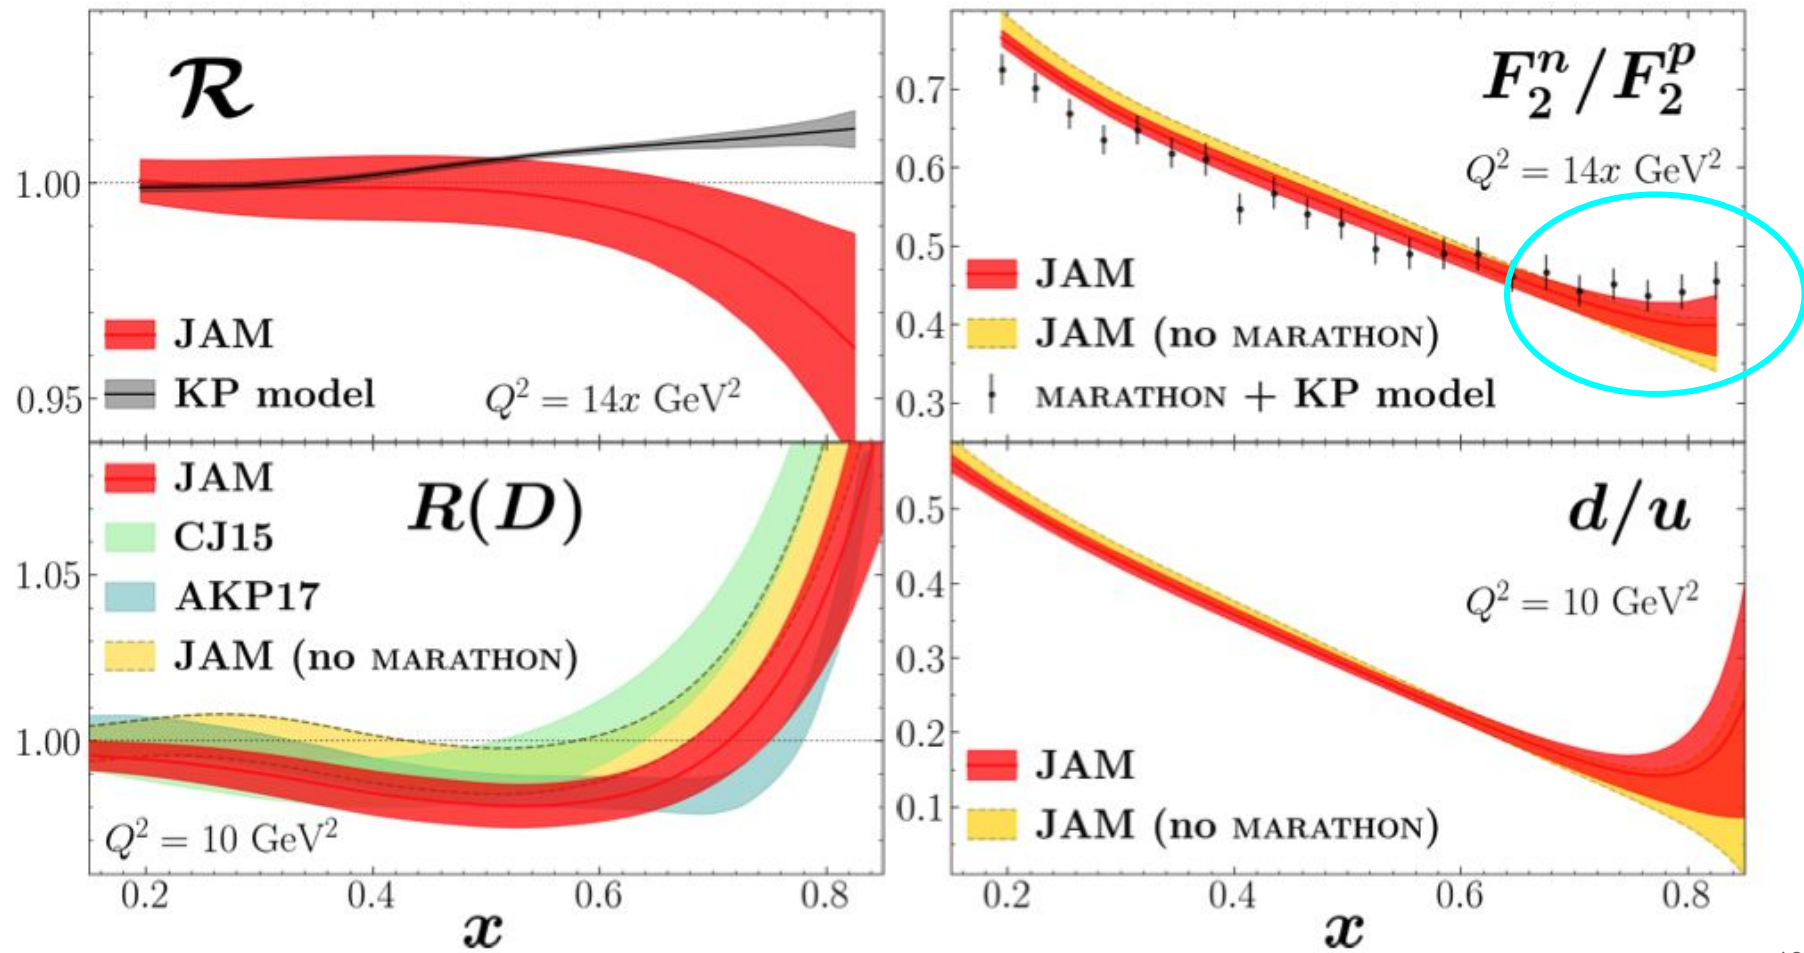 𝓡
1.00
0.95
JAM
KP model
Q² = 14x GeV²
F₂ⁿ/F₂ᵖ
Q² = 14x GeV²
0.7
0.6
0.5
0.4
0.3
JAM
JAM (no MARATHON)
MARATHON + KP model
JAM
CJ15
AKP17
JAM (no MARATHON)
R(D)
1.05
1.00
Q² = 10 GeV²
0.2 0.4 0.6 0.8
x
d/u
Q² = 10 GeV²
0.5
0.4
0.3
0.2
0.1
JAM
JAM (no MARATHON)
0.2 0.4 0.6 0.8
x